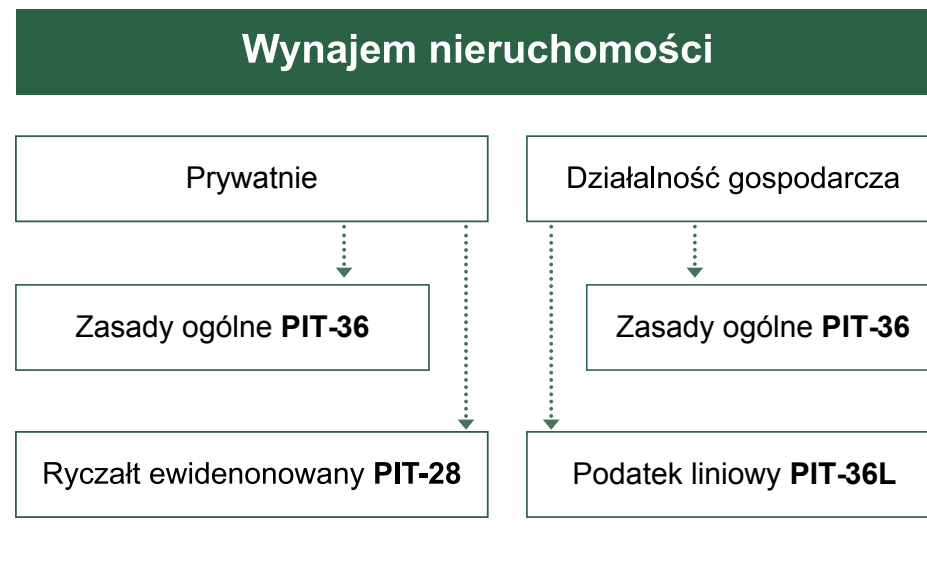 Wynajem nieruchomości
Prywatnie
Działalność gospodarcza
Zasady ogólne PIT-36
Zasady ogólne PIT-36
Ryczałt ewidenonowany PIT-28
Podatek liniowy PIT-36L